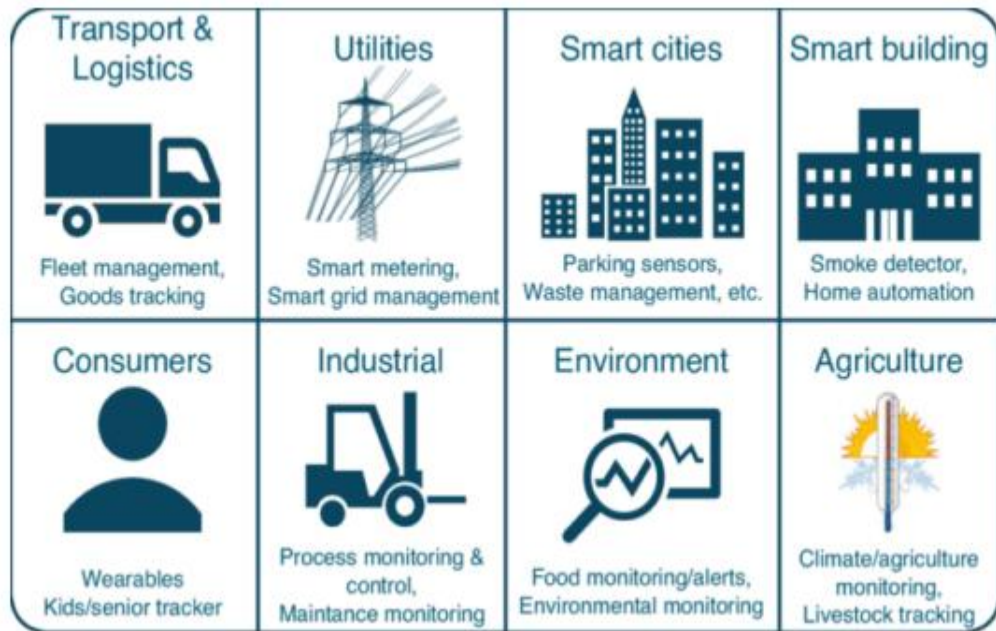 Transport &
Logistics
Fleet management,
Goods tracking
Utilities
Smart metering,
Smart grid management
Smart cities
Parking sensors,
Waste management, etc.
Smart building
Smoke detector,
Home automation
Consumers
Wearables
Kids/senior tracker
Industrial
Process monitoring &
control,
Maintance monitoring
Environment
Food monitoring/alerts,
Environmental monitoring
Agriculture
Climate/agriculture
monitoring,
Livestock tracking